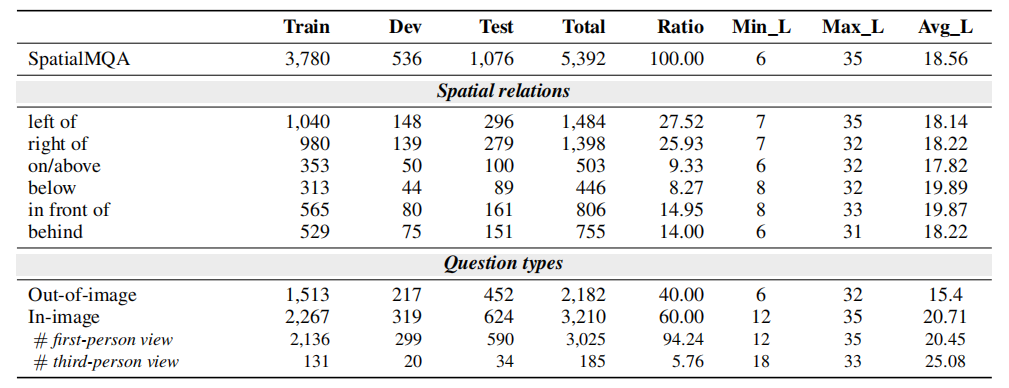 Train Dev Test Total Ratio Min_L Max_L Avg_L
SpatialMQA 3,780 536 1,076 5,392 100.00 6 35 18.56
Spatial relations
left of 1,040 148 296 1,484 27.52 7 35 18.14
right of 980 139 279 1,398 25.93 7 32 18.22
on/above 353 50 100 503 9.33 6 32 17.82
below 313 44 89 446 8.27 8 32 19.89
in front of 565 80 161 806 14.95 8 33 19.87
behind 529 75 151 755 14.00 6 31 18.22
Question types
Out-of-image 1,513 217 452 2,182 40.00 6 32 15.4
In-image 2,267 319 624 3,210 60.00 12 35 20.71
# first-person view 2,136 299 590 3,025 94.24 12 35 20.45
# third-person view 131 20 34 185 5.76 18 33 25.08